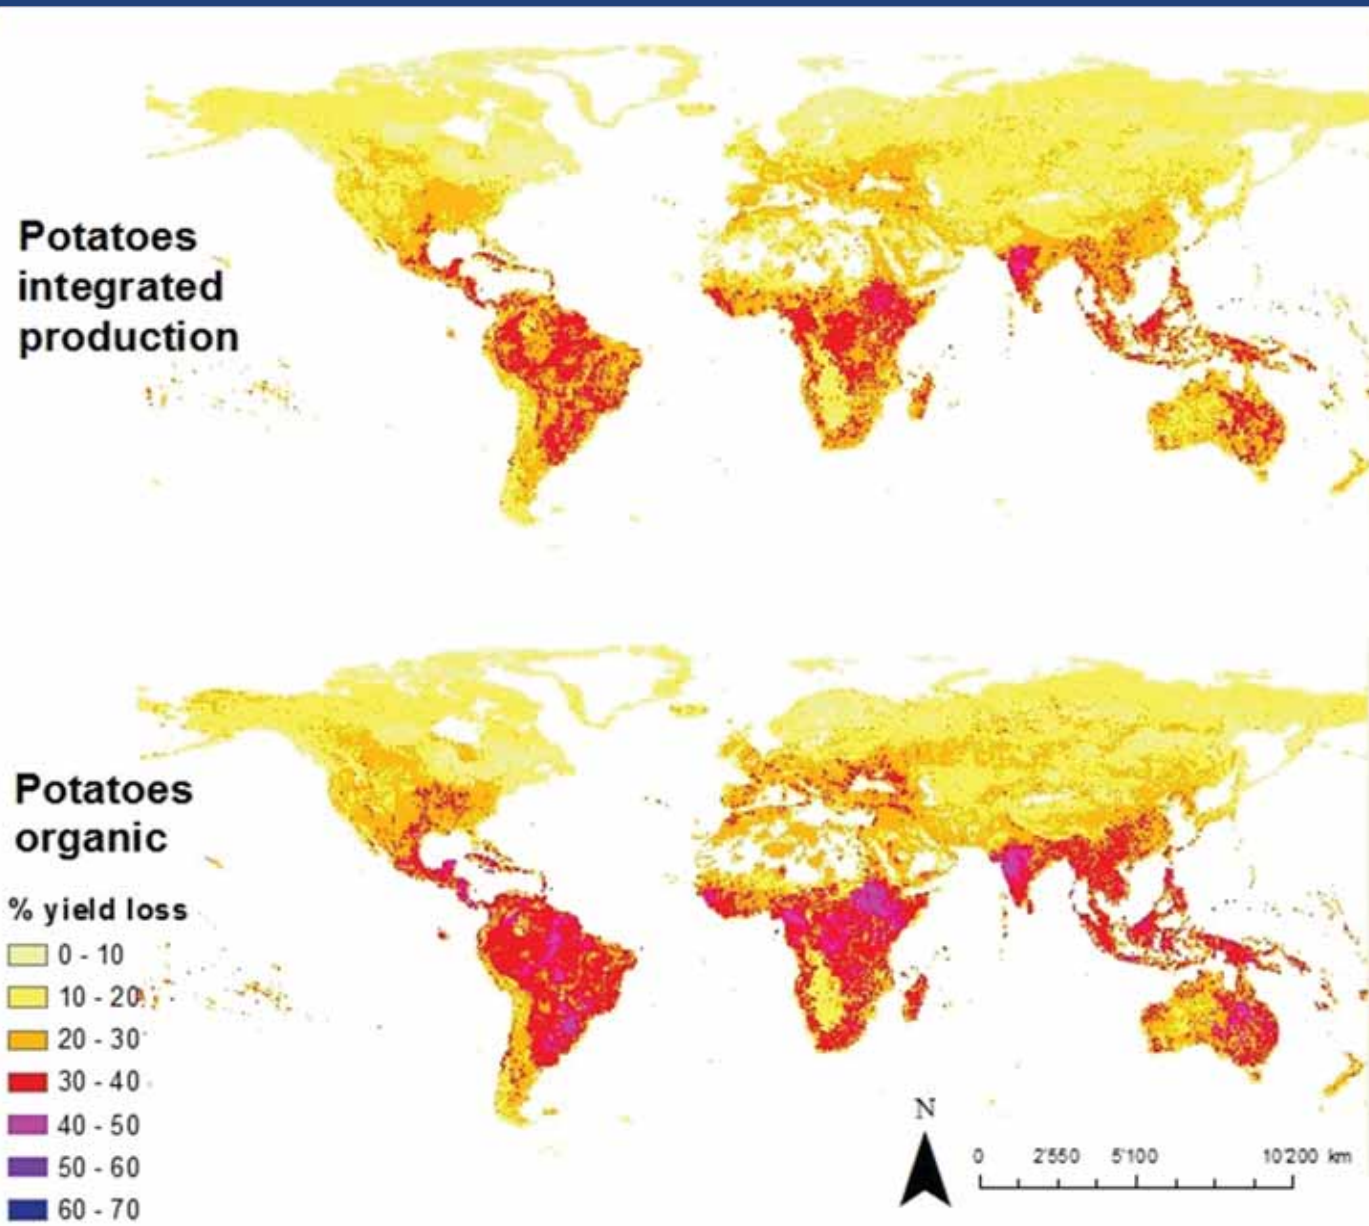 Potatoes
integrated
production
Potatoes
organic
% yield loss
0 - 10
10 - 20
20 - 30
30 - 40
40 - 50
50 - 60
60 - 70
N
0 2'550 5'100 10'200 km